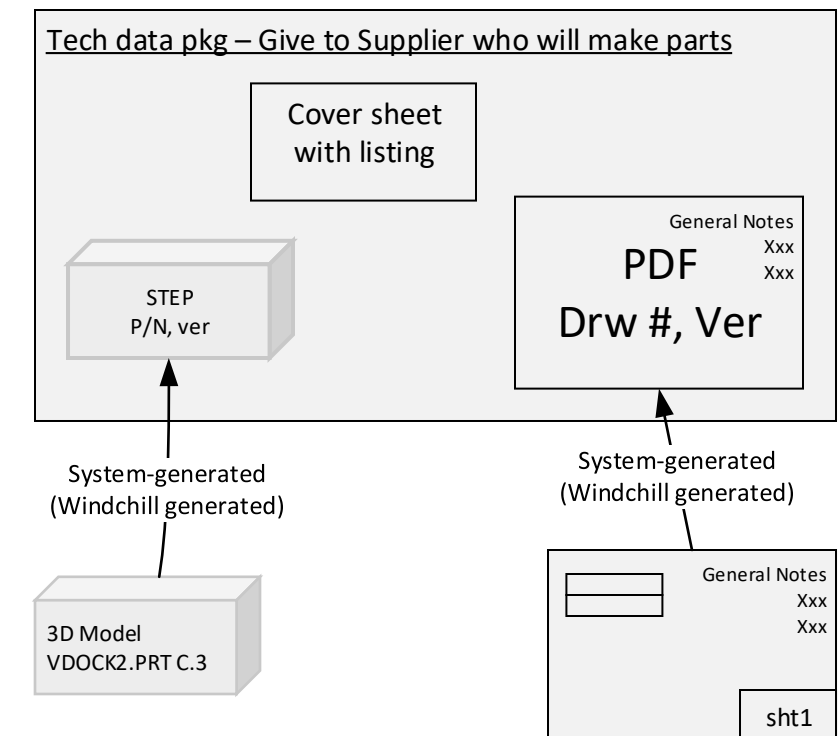 Tech data pkg – Give to Supplier who will make parts
Cover sheet
with listing
General Notes
Xxx
Xxx
PDF
Drw #, Ver
STEP
P/N, ver
System-generated
(Windchill generated)
System-generated
(Windchill generated)
3D Model
VDOCK2.PRT C.3
General Notes
Xxx
Xxx
sht1